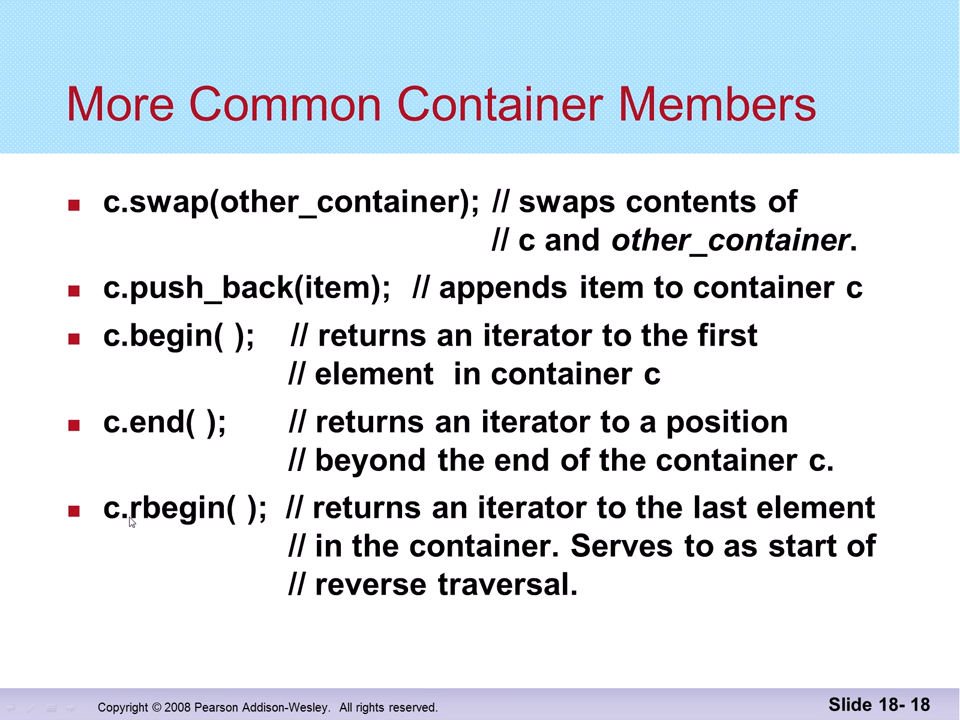 More Common Container Members
c.swap(other_container); // swaps contents of
// c and other_container.
c.push_back(item); // appends item to container c
c.begin( ); // returns an iterator to the first
// element in container c
c.end( ); // returns an iterator to a position
// beyond the end of the container c.
c.rbegin( ); // returns an iterator to the last element
// in the container. Serves to as start of
// reverse traversal.
Copyright © 2008 Pearson Addison-Wesley. All rights reserved.
Slide 18- 18